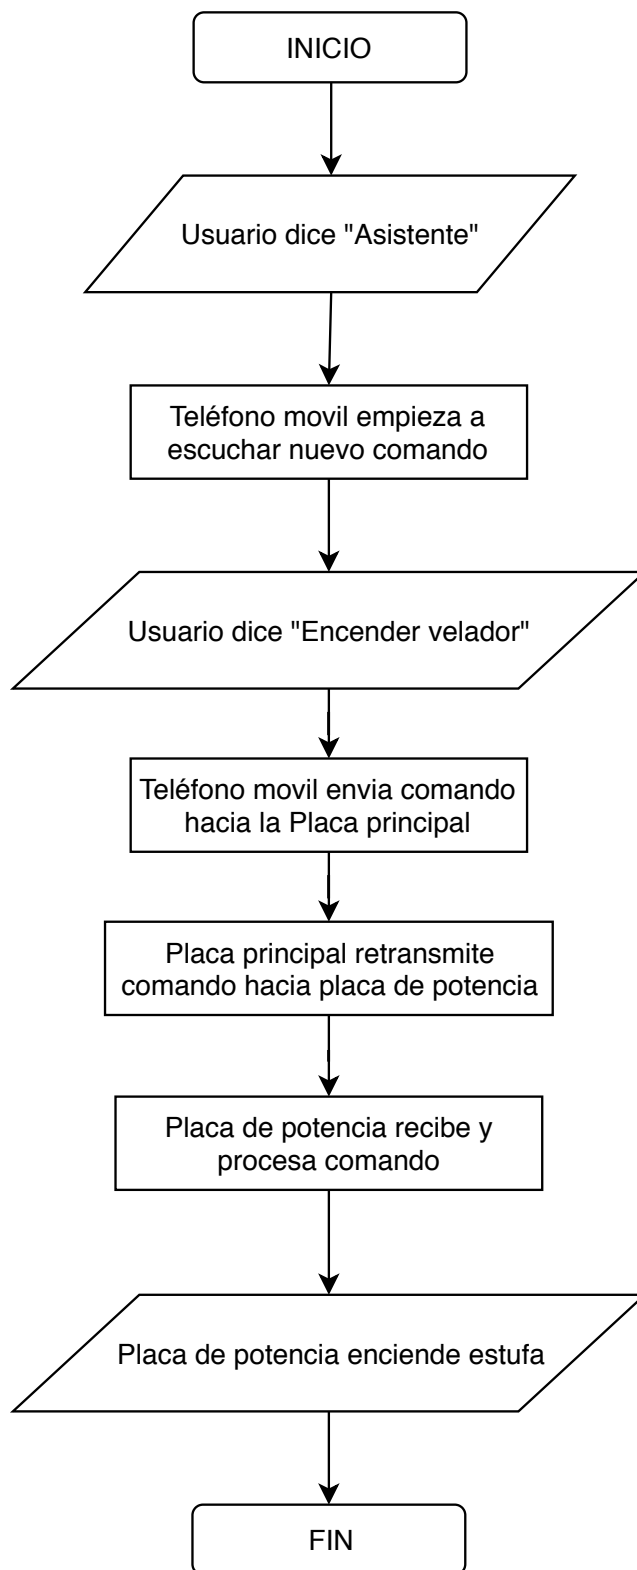 INICIO
Usuario dice "Asistente"
Teléfono movil empieza a
escuchar nuevo comando
Usuario dice "Encender velador"
Teléfono movil envia comando
hacia la Placa principal
Placa principal retransmite
comando hacia placa de potencia
Placa de potencia recibe y
procesa comando
Placa de potencia enciende estufa
FIN